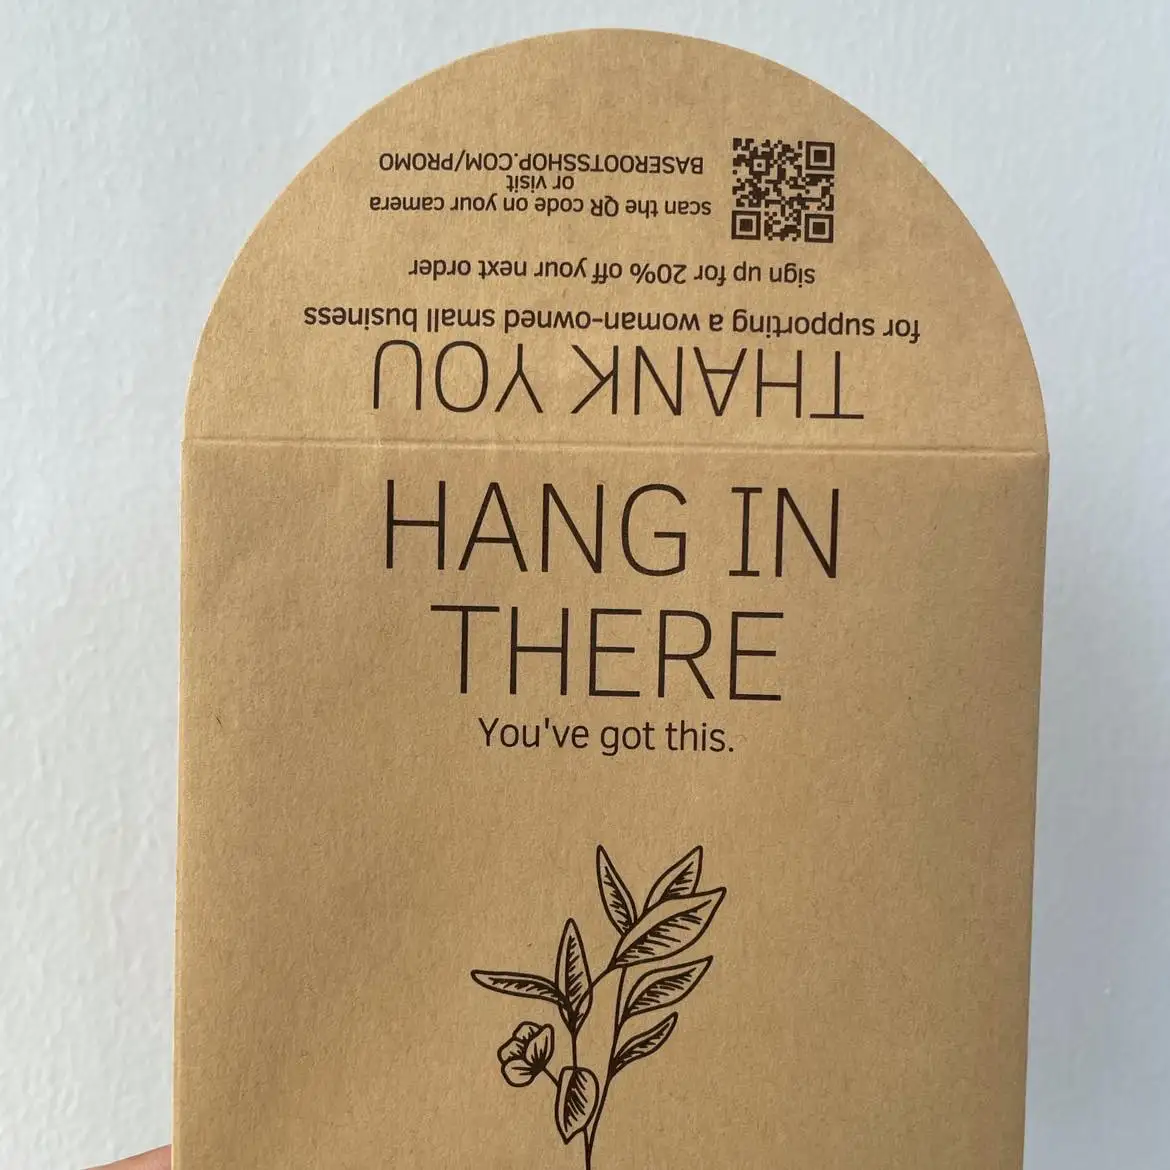 THANK YOU
for supporting a woman-owned small business
sign up for 20% off your next order
scan the QR code on your camera
or visit
BASEROOTSSHOP.COM/PROMO
HANG IN
THERE
You've got this.